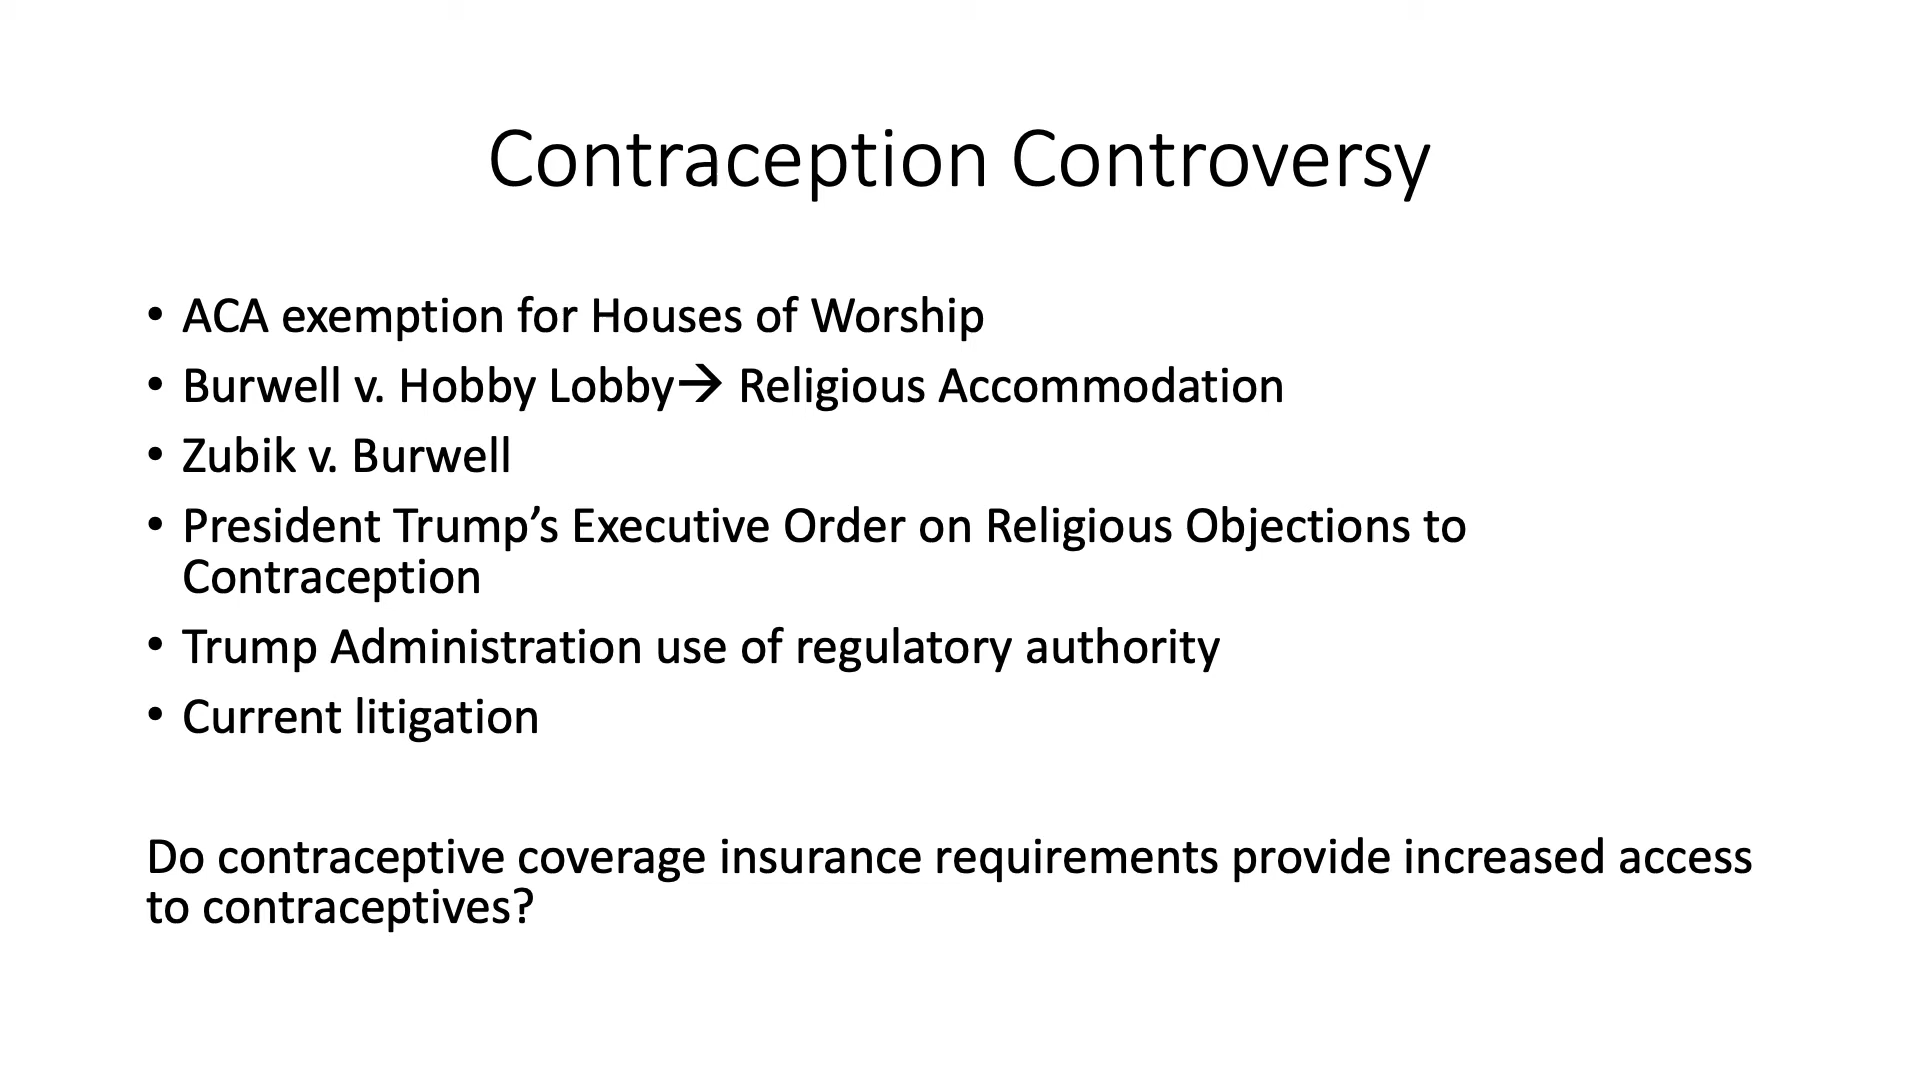 Contraception Controversy
• ACA exemption for Houses of Worship
• Burwell v. Hobby Lobby→ Religious Accommodation
• Zubik v. Burwell
• President Trump’s Executive Order on Religious Objections to
Contraception
• Trump Administration use of regulatory authority
• Current litigation
Do contraceptive coverage insurance requirements provide increased access
to contraceptives?